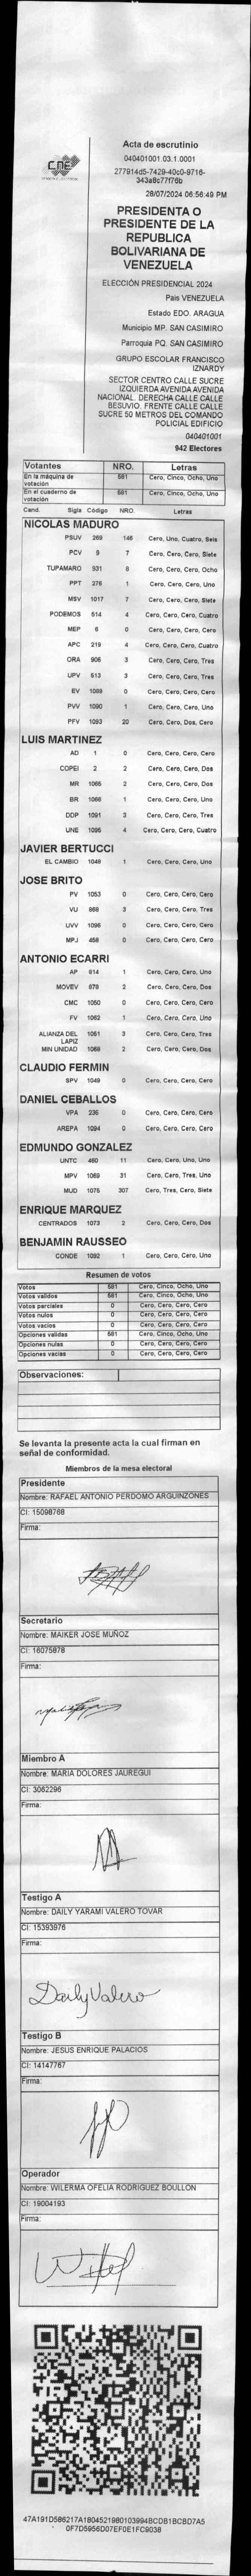 CNE
Acta de escrutinio
040401001.03.1.0001
277914d5-7429-40c0-9716-
343a8c77f76b
28/07/2024 06:56:49 PM
PRESIDENTA O
PRESIDENTE DE LA
REPUBLICA
BOLIVARIANA DE
VENEZUELA
ELECCIÓN PRESIDENCIAL 2024
Pais VENEZUELA
Estado EDO. ARAGUA
Municipio MP. SAN CASIMIRO
Parroquia PQ. SAN CASIMIRO
GRUPO ESCOLAR FRANCISCO
IZNARDY
SECTOR CENTRO CALLE SUCRE
IZQUIERDA AVENIDA AVENIDA
NACIONAL. DERECHA CALLE CALLE
BESUVIO. FRENTE CALLE CALLE
SUCRE 50 METROS DEL COMANDO
POLICIAL EDIFICIO
040401001
942 Electores
Votantes NRO. Letras
En la máquina de votación 581 Cero, Cinco, Ocho, Uno
En el cuaderno de votación 581 Cero, Cinco, Ocho, Uno
Cand. Sigla Código NRO. Letras
NICOLAS MADURO
PSUV 269 146 Cero, Uno, Cuatro, Seis
PCV 9 7 Cero, Cero, Cero, Siete
TUPAMARO 931 8 Cero, Cero, Cero, Ocho
PPT 276 1 Cero, Cero, Cero, Uno
MSV 1017 7 Cero, Cero, Cero, Siete
PODEMOS 514 4 Cero, Cero, Cero, Cuatro
MEP 6 0 Cero, Cero, Cero, Cero
APC 219 4 Cero, Cero, Cero, Cuatro
ORA 906 3 Cero, Cero, Cero, Tres
UPV 513 3 Cero, Cero, Cero, Tres
EV 1089 0 Cero, Cero, Cero, Cero
PVV 1090 1 Cero, Cero, Cero, Uno
PFV 1093 20 Cero, Cero, Dos, Cero
LUIS MARTINEZ
AD 1 0 Cero, Cero, Cero, Cero
COPEI 2 2 Cero, Cero, Cero, Dos
MR 1065 2 Cero, Cero, Cero, Dos
BR 1066 1 Cero, Cero, Cero, Uno
DDP 1091 3 Cero, Cero, Cero, Tres
UNE 1095 4 Cero, Cero, Cero, Cuatro
JAVIER BERTUCCI
EL CAMBIO 1048 1 Cero, Cero, Cero, Uno
JOSE BRITO
PV 1053 0 Cero, Cero, Cero, Cero
VU 968 3 Cero, Cero, Cero, Tres
UVV 1096 0 Cero, Cero, Cero, Cero
MPJ 458 0 Cero, Cero, Cero, Cero
ANTONIO ECARRI
AP 814 1 Cero, Cero, Cero, Uno
MOVEV 878 2 Cero, Cero, Cero, Dos
CMC 1050 0 Cero, Cero, Cero, Cero
FV 1062 1 Cero, Cero, Cero, Uno
ALIANZA DEL LAPIZ 1061 3 Cero, Cero, Cero, Tres
MIN UNIDAD 1068 2 Cero, Cero, Cero, Dos
CLAUDIO FERMIN
SPV 1049 0 Cero, Cero, Cero, Cero
DANIEL CEBALLOS
VPA 235 0 Cero, Cero, Cero, Cero
AREPA 1094 0 Cero, Cero, Cero, Cero
EDMUNDO GONZALEZ
UNTC 460 11 Cero, Cero, Uno, Uno
MPV 1069 31 Cero, Cero, Tres, Uno
MUD 1075 307 Cero, Tres, Cero, Siete
ENRIQUE MARQUEZ
CENTRADOS 1073 2 Cero, Cero, Cero, Dos
BENJAMIN RAUSSEO
CONDE 1092 1 Cero, Cero, Cero, Uno
Resumen de votos
Votos 581 Cero, Cinco, Ocho, Uno
Votos validos 581 Cero, Cinco, Ocho, Uno
Votos parciales 0 Cero, Cero, Cero, Cero
Votos nulos 0 Cero, Cero, Cero, Cero
Votos vacios 0 Cero, Cero, Cero, Cero
Opciones validas 581 Cero, Cinco, Ocho, Uno
Opciones nulas 0 Cero, Cero, Cero, Cero
Opciones vacias 0 Cero, Cero, Cero, Cero
Observaciones:
Se levanta la presente acta la cual firman en
señal de conformidad.
Miembros de la mesa electoral
Presidente
Nombre: RAFAEL ANTONIO PERDOMO ARGUINZONES
CI: 15098768
Firma:
Secretario
Nombre: MAIKER JOSE MUÑOZ
CI: 16075878
Firma:
Miembro A
Nombre: MARIA DOLORES JAUREGUI
CI: 3062296
Firma:
Testigo A
Nombre: DAILY YARAMI VALERO TOVAR
CI: 15393976
Firma:
Daily Valero
Testigo B
Nombre: JESUS ENRIQUE PALACIOS
CI: 14147767
Firma:
Operador
Nombre: WILERMA OFELIA RODRIGUEZ BOULLON
CI: 19004193
Firma:
47A191D586217A1804521980103994BCDB1BCBD7A5
0F7D5956D07EF0E1FC9038